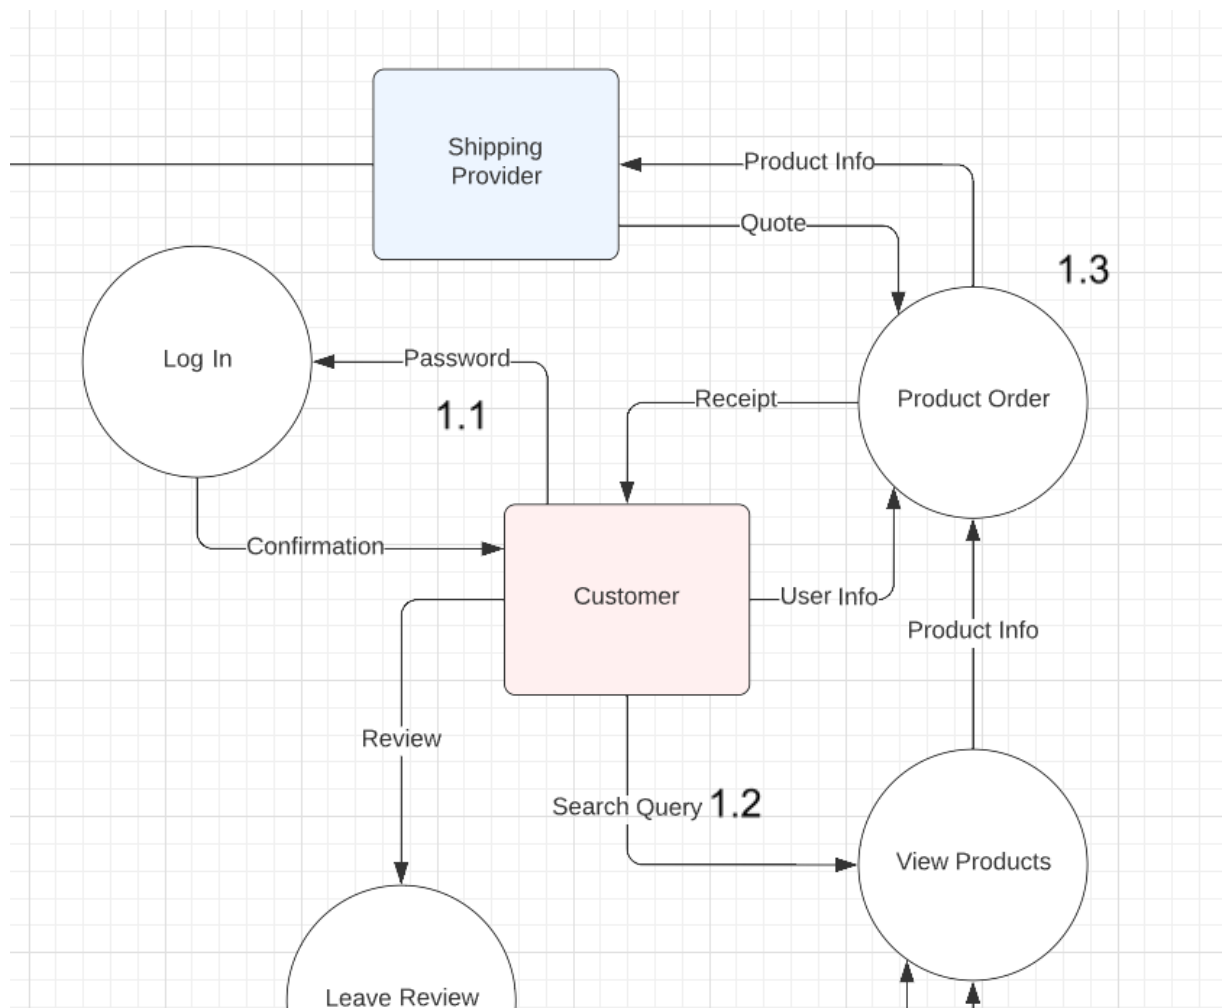 Shipping
Provider
Product Info
Quote
1.3
Log In
Password
1.1
Receipt
Product Order
Confirmation
Customer
User Info
Product Info
Review
Search Query 1.2
View Products
Leave Review